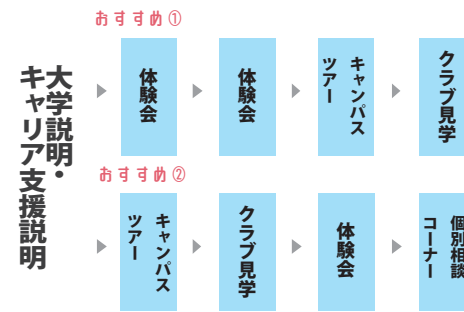 大学説明・
キャリア支援説明
おすすめ①
体験会
体験会
キャンパス
ツアー
クラブ見学
おすすめ②
キャンパス
ツアー
クラブ見学
体験会
個別相談
コーナー